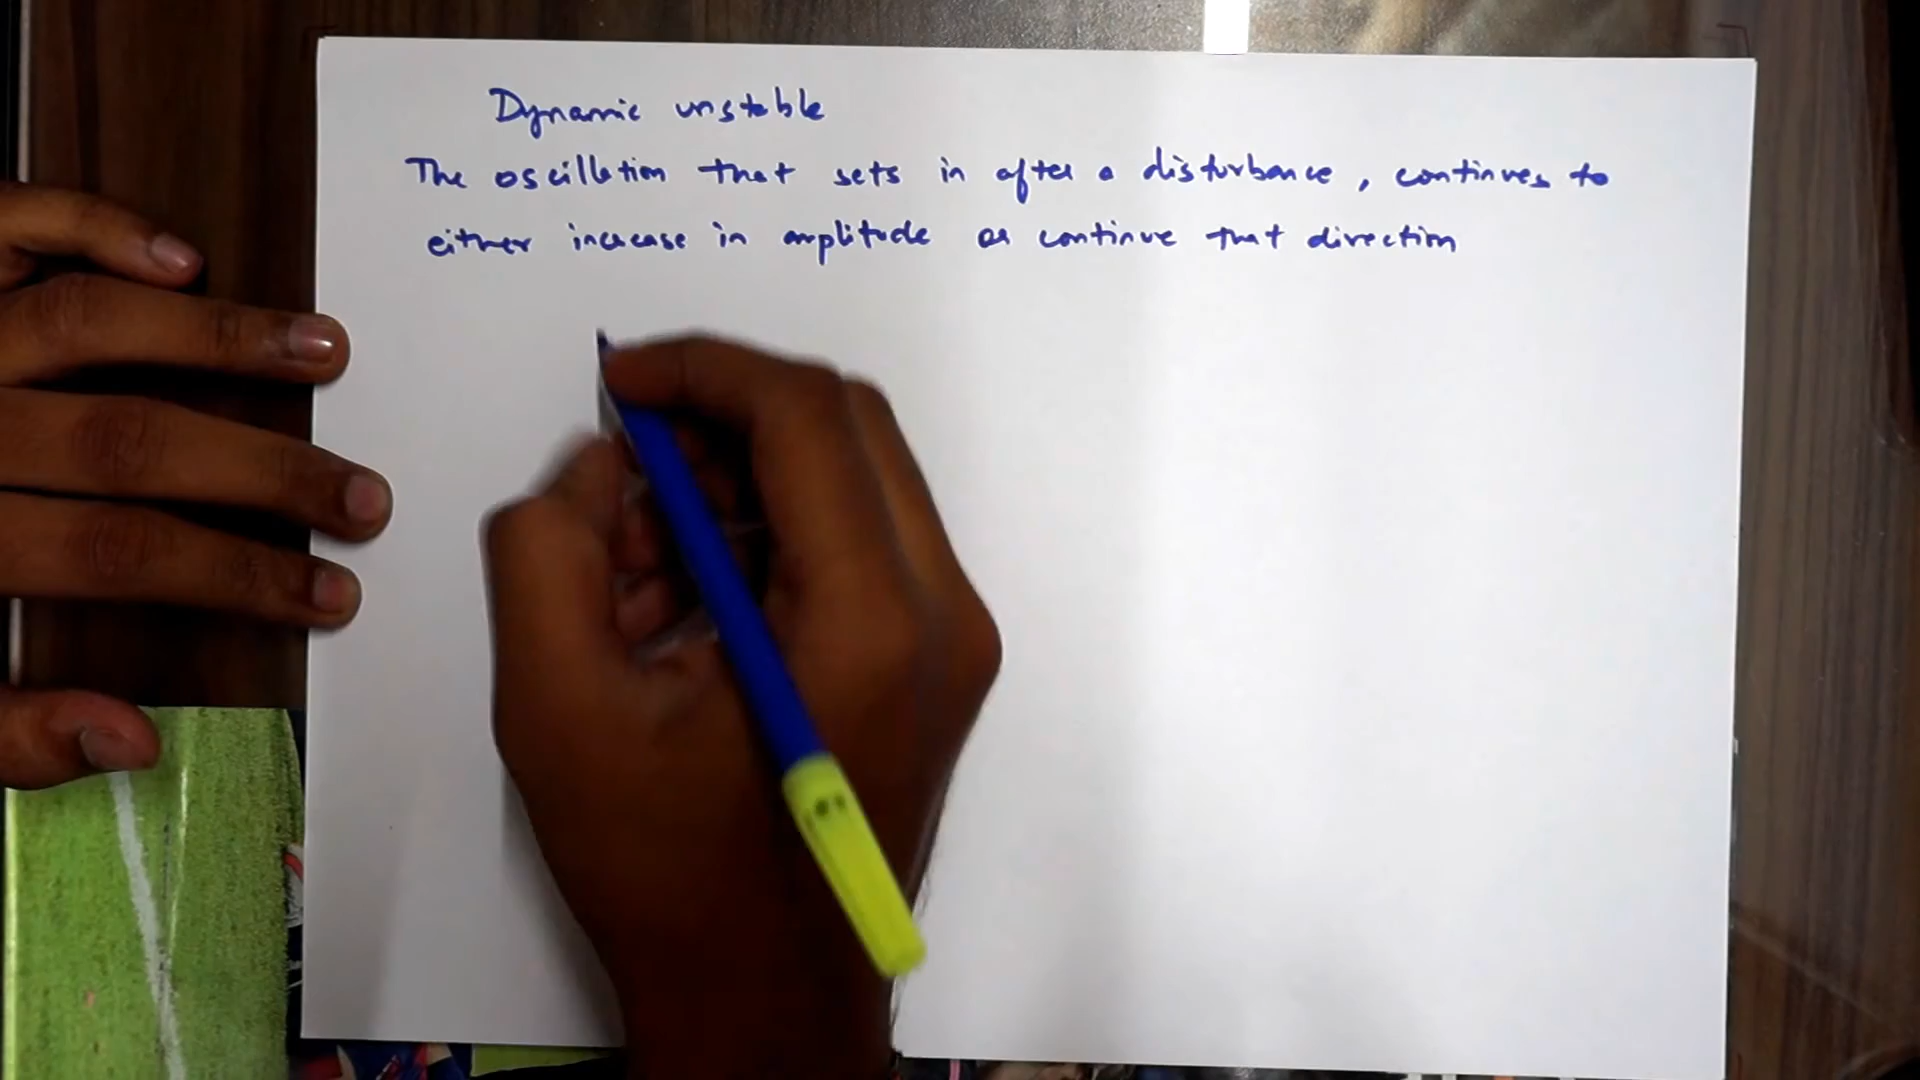 Dynamic unstable
The oscillation that sets in after a disturbance, continues to
either increase in amplitude or continue that direction